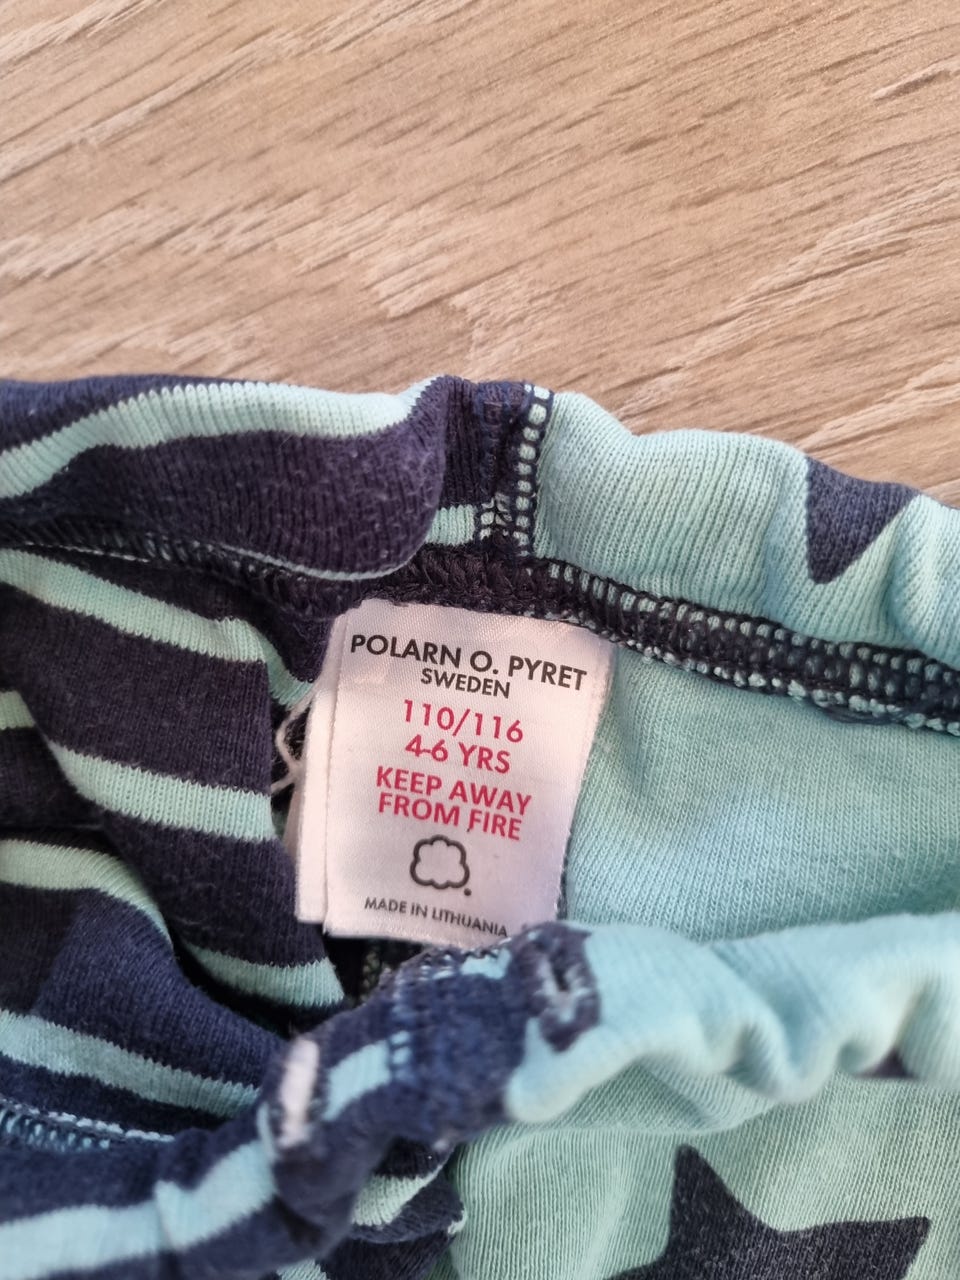 POLARN O. PYRET
SWEDEN
110/116
4-6 YRS
KEEP AWAY
FROM FIRE
MADE IN LITHUANIA